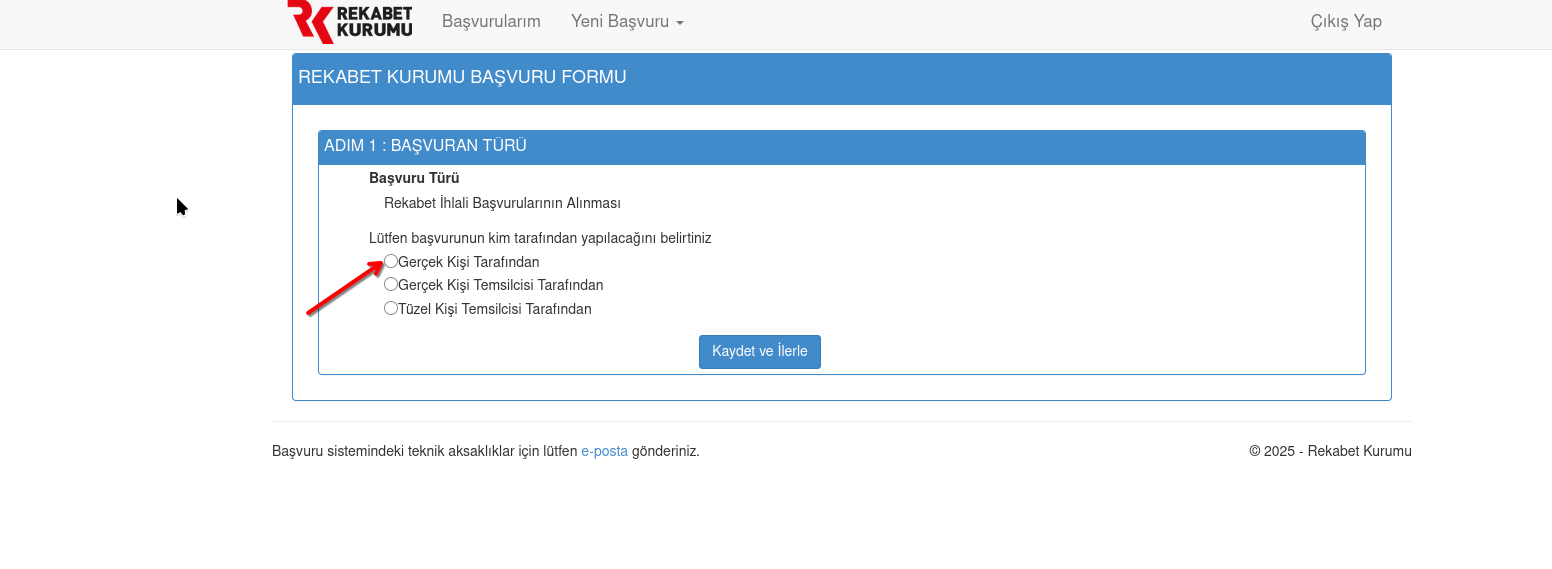 REKABET
KURUMU
Başvurularım
Yeni Başvuru
Çıkış Yap
REKABET KURUMU BAŞVURU FORMU
ADIM 1 : BAŞVURAN TÜRÜ
Başvuru Türü
Rekabet İhlali Başvurularının Alınması
Lütfen başvurunun kim tarafından yapılacağını belirtiniz
Gerçek Kişi Tarafından
Gerçek Kişi Temsilcisi Tarafından
Tüzel Kişi Temsilcisi Tarafından
Kaydet ve İlerle
Başvuru sistemindeki teknik aksaklıklar için lütfen e-posta gönderiniz.
© 2025 - Rekabet Kurumu